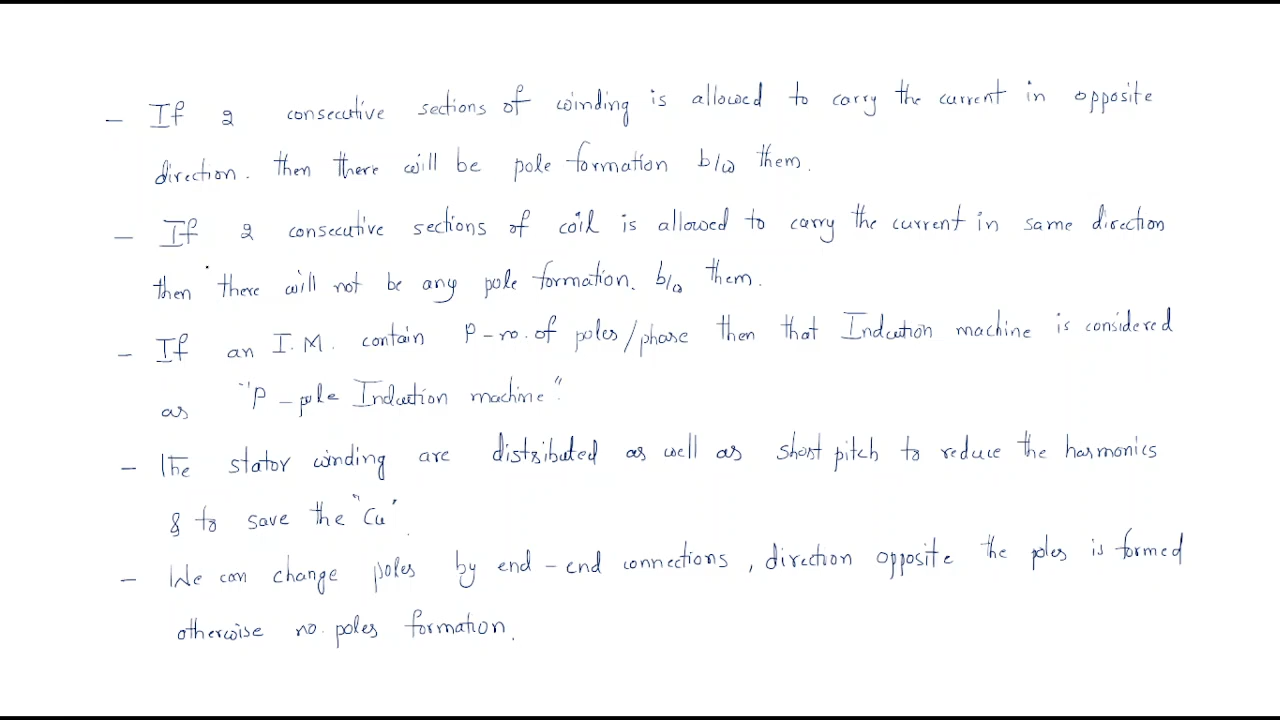 - If 2 consecutive sections of winding is allowed to carry the current in opposite
direction. then there will be pole formation b/w them.
- If 2 consecutive sections of coil is allowed to carry the current in same direction
then there will not be any pole formation. b/w them.
- If an I.M. contain P-no. of poles/phase then that Induction machine is considered
as "P-pole Induction machine".
- The stator winding are distributed as well as short pitch to reduce the harmonics
& to save the "Cu".
- We can change poles by end-end connections, direction opposite the poles is formed
otherwise no. poles formation.